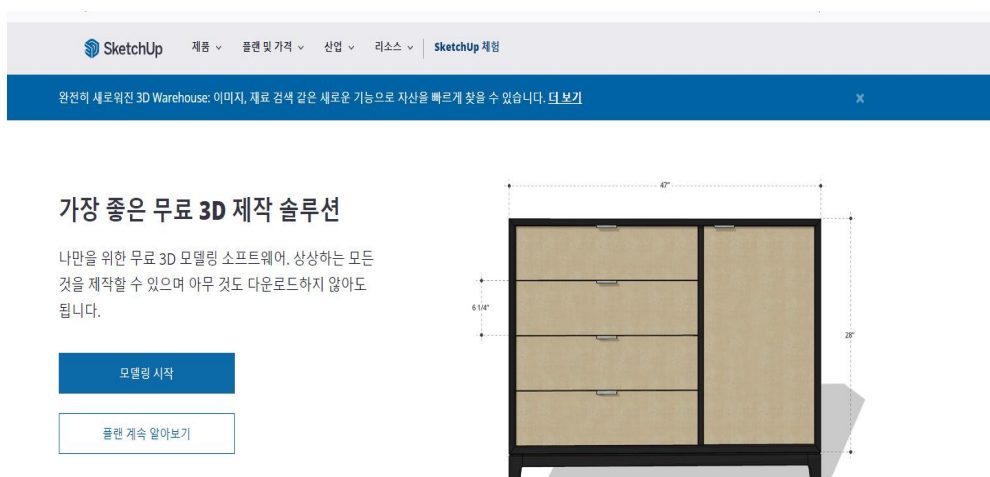 SketchUp 제품 플랜 및 가격 산업 리소스 SketchUp 체험
완전히 새로워진 3D Warehouse: 이미지, 재료 검색 같은 새로운 기능으로 자산을 빠르게 찾을 수 있습니다. 더 보기 x
가장 좋은 무료 3D 제작 솔루션
나만을 위한 무료 3D 모델링 소프트웨어. 상상하는 모든
것을 제작할 수 있으며 아무 것도 다운로드하지 않아도
됩니다.
모델링 시작
플랜 계속 알아보기
47"
6 1/4"
28"